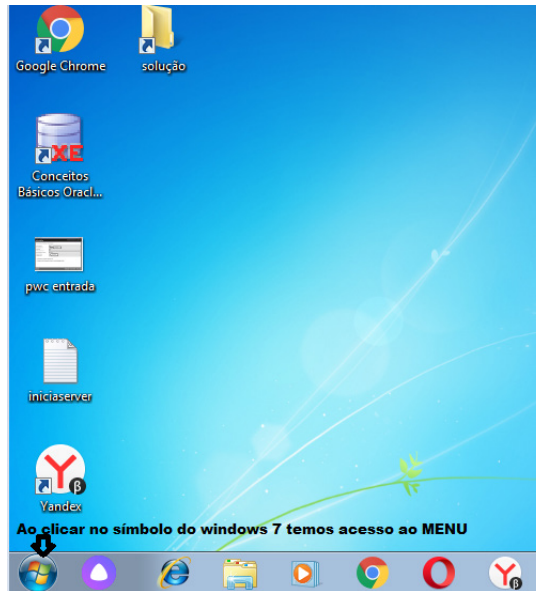 Google Chrome
solução
XE
Conceitos
Básicos Oracl...
pwc entrada
iniciaserver
Yandex
Ao clicar no símbolo do windows 7 temos acesso ao MENU